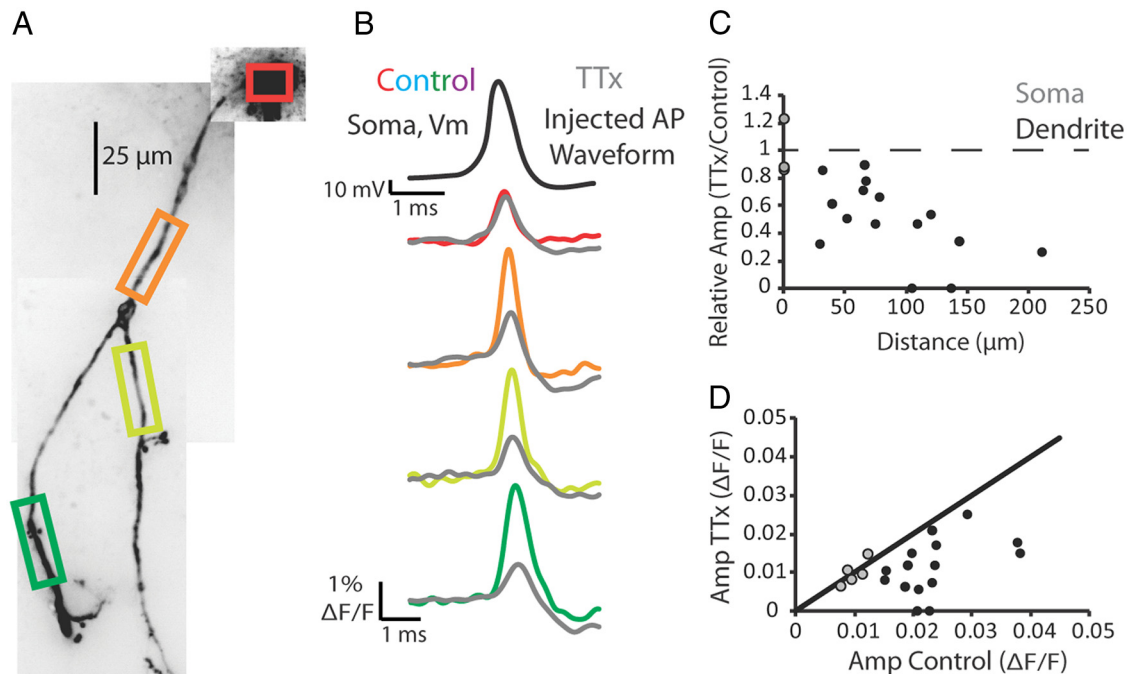 A
25 µm
B
Control
TTx
Soma, Vm
Injected AP
Waveform
10 mV
1 ms
1%
ΔF/F
1 ms
C
Soma
Dendrite
Relative Amp (TTx/Control)
1.4
1.2
1
0.8
0.6
0.4
0.2
0
0
50
100
150
200
250
Distance (µm)
D
Amp TTx (ΔF/F)
0.05
0.04
0.03
0.02
0.01
0
0
0.01
0.02
0.03
0.04
0.05
Amp Control (ΔF/F)